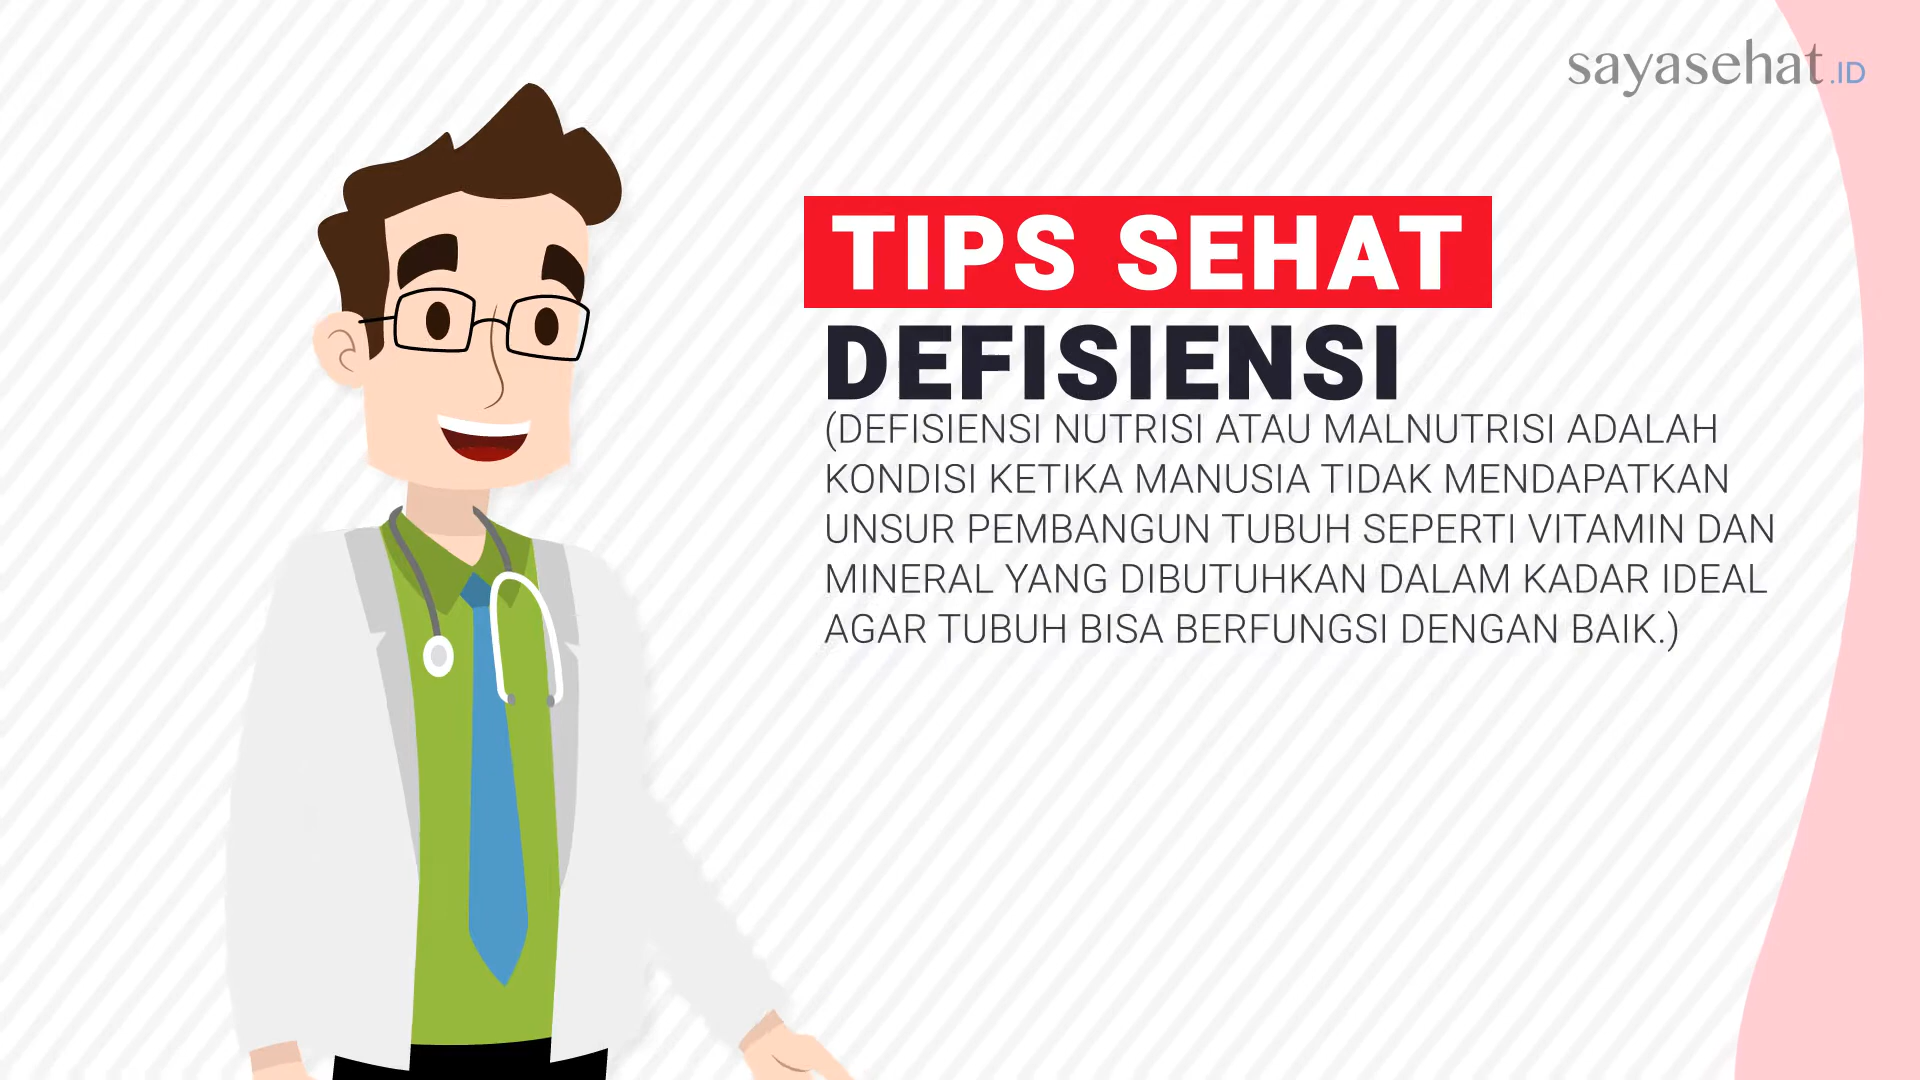 sayasehat.ID
TIPS SEHAT
DEFISIENSI
(DEFISIENSI NUTRISI ATAU MALNUTRISI ADALAH
KONDISI KETIKA MANUSIA TIDAK MENDAPATKAN
UNSUR PEMBANGUN TUBUH SEPERTI VITAMIN DAN
MINERAL YANG DIBUTUHKAN DALAM KADAR IDEAL
AGAR TUBUH BISA BERFUNGSI DENGAN BAIK.)